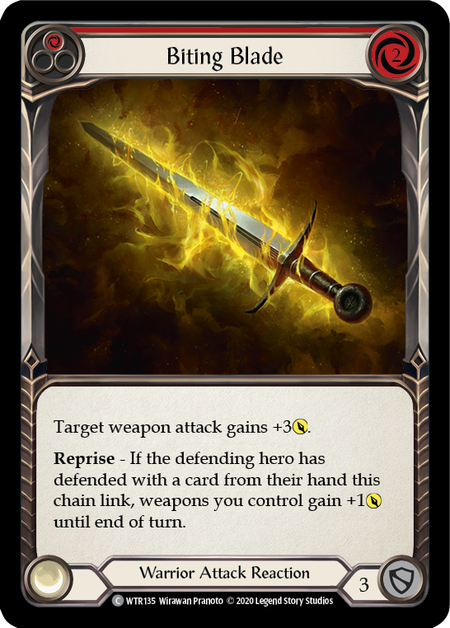 Biting Blade
2
Target weapon attack gains +3.
Reprise - If the defending hero has
defended with a card from their hand this
chain link, weapons you control gain +1
until end of turn.
Warrior Attack Reaction
3
C WTR135 Wirawan Pranoto © 2020 Legend Story Studios